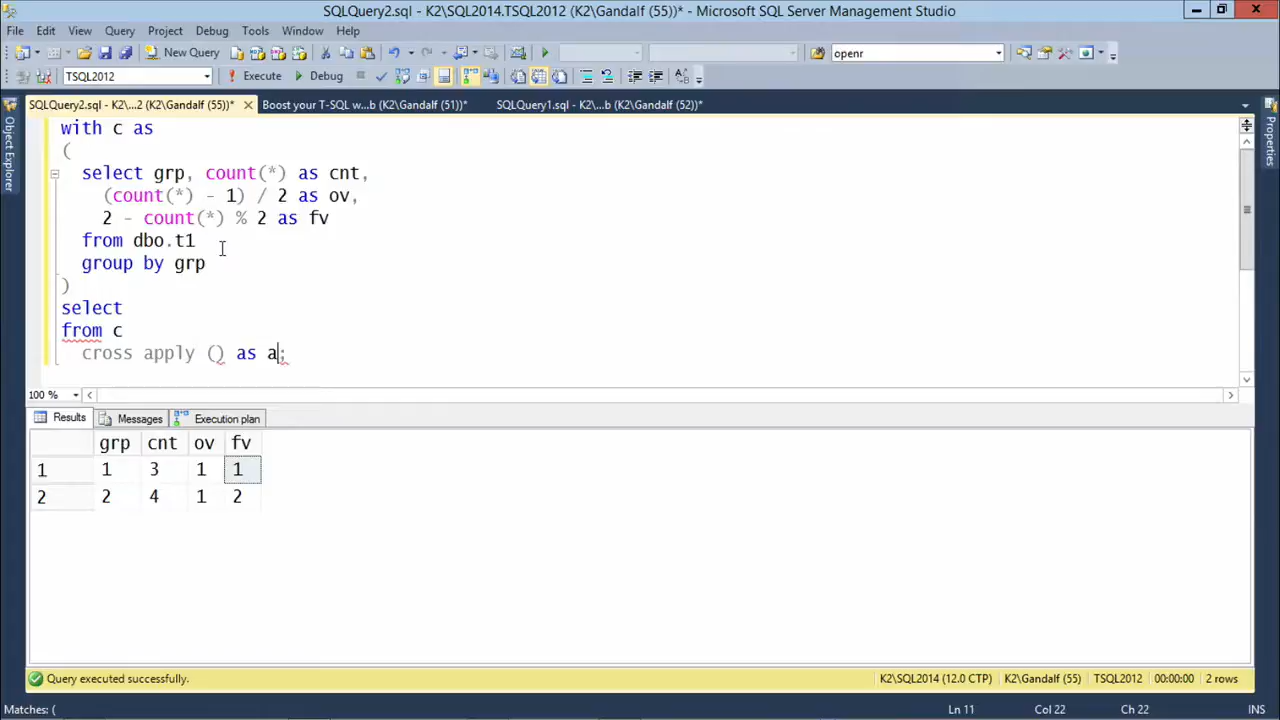 SQLQuery2.sql - K2\SQL2014.TSQL2012 (K2\Gandalf (55))* - Microsoft SQL Server Management Studio
File Edit View Query Project Debug Tools Window Help
New Query openr
TSQL2012 Execute Debug
SQLQuery2.sql - K2\...2 (K2\Gandalf (55))* Boost your T-SQL w...b (K2\Gandalf (51))* SQLQuery1.sql - K...b (K2\Gandalf (52))*
Object Explorer
Properties
with c as
(
select grp, count(*) as cnt,
(count(*) - 1) / 2 as ov,
2 - count(*) % 2 as fv
from dbo.t1
group by grp
)
select
from c
cross apply () as a;
100 %
Results Messages Execution plan
grp cnt ov fv
1 1 3 1 1
2 2 4 1 2
Query executed successfully. K2\SQL2014 (12.0 CTP) K2\Gandalf (55) TSQL2012 00:00:00 2 rows
Matches: ( Ln 11 Col 22 Ch 22 INS